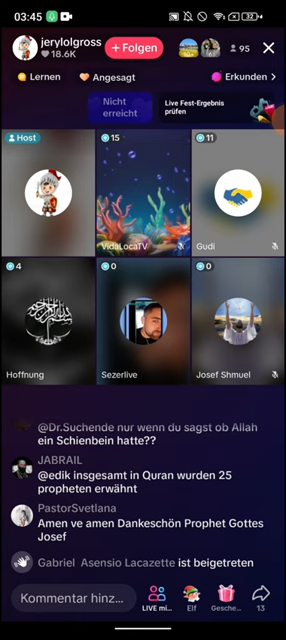 03:45
32
jerylolgross
18.6K
+ Folgen
95
Lernen
Angesagt
Erkunden
Nicht
erreicht
Live Fest-Ergebnis
prüfen
Host
15
11
VidaLocaTV
Gudi
4
0
0
Hoffnung
Sezerlive
Josef Shmuel
@Dr.Suchende nur wenn du sagst ob Allah
ein Schienbein hatte??
JABRAIL
@edik insgesamt in Quran wurden 25
propheten erwähnt
PastorSvetlana
Amen ve amen Dankeschön Prophet Gottes
Josef
Gabriel Asensio Lacazette ist beigetreten
Kommentar hinz...
LIVE mi...
Elf
Gesche...
13